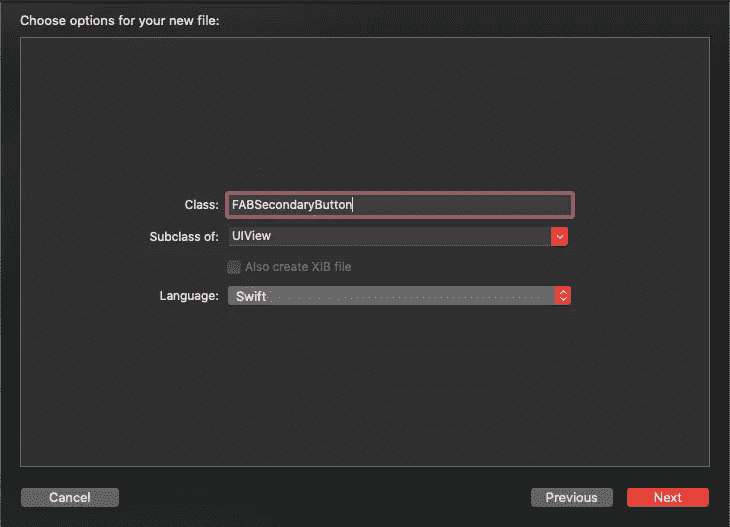 Choose options for your new file:
Class: FABSecondaryButton
Subclass of: UIView
Also create XIB file
Language: Swift
Cancel Previous Next